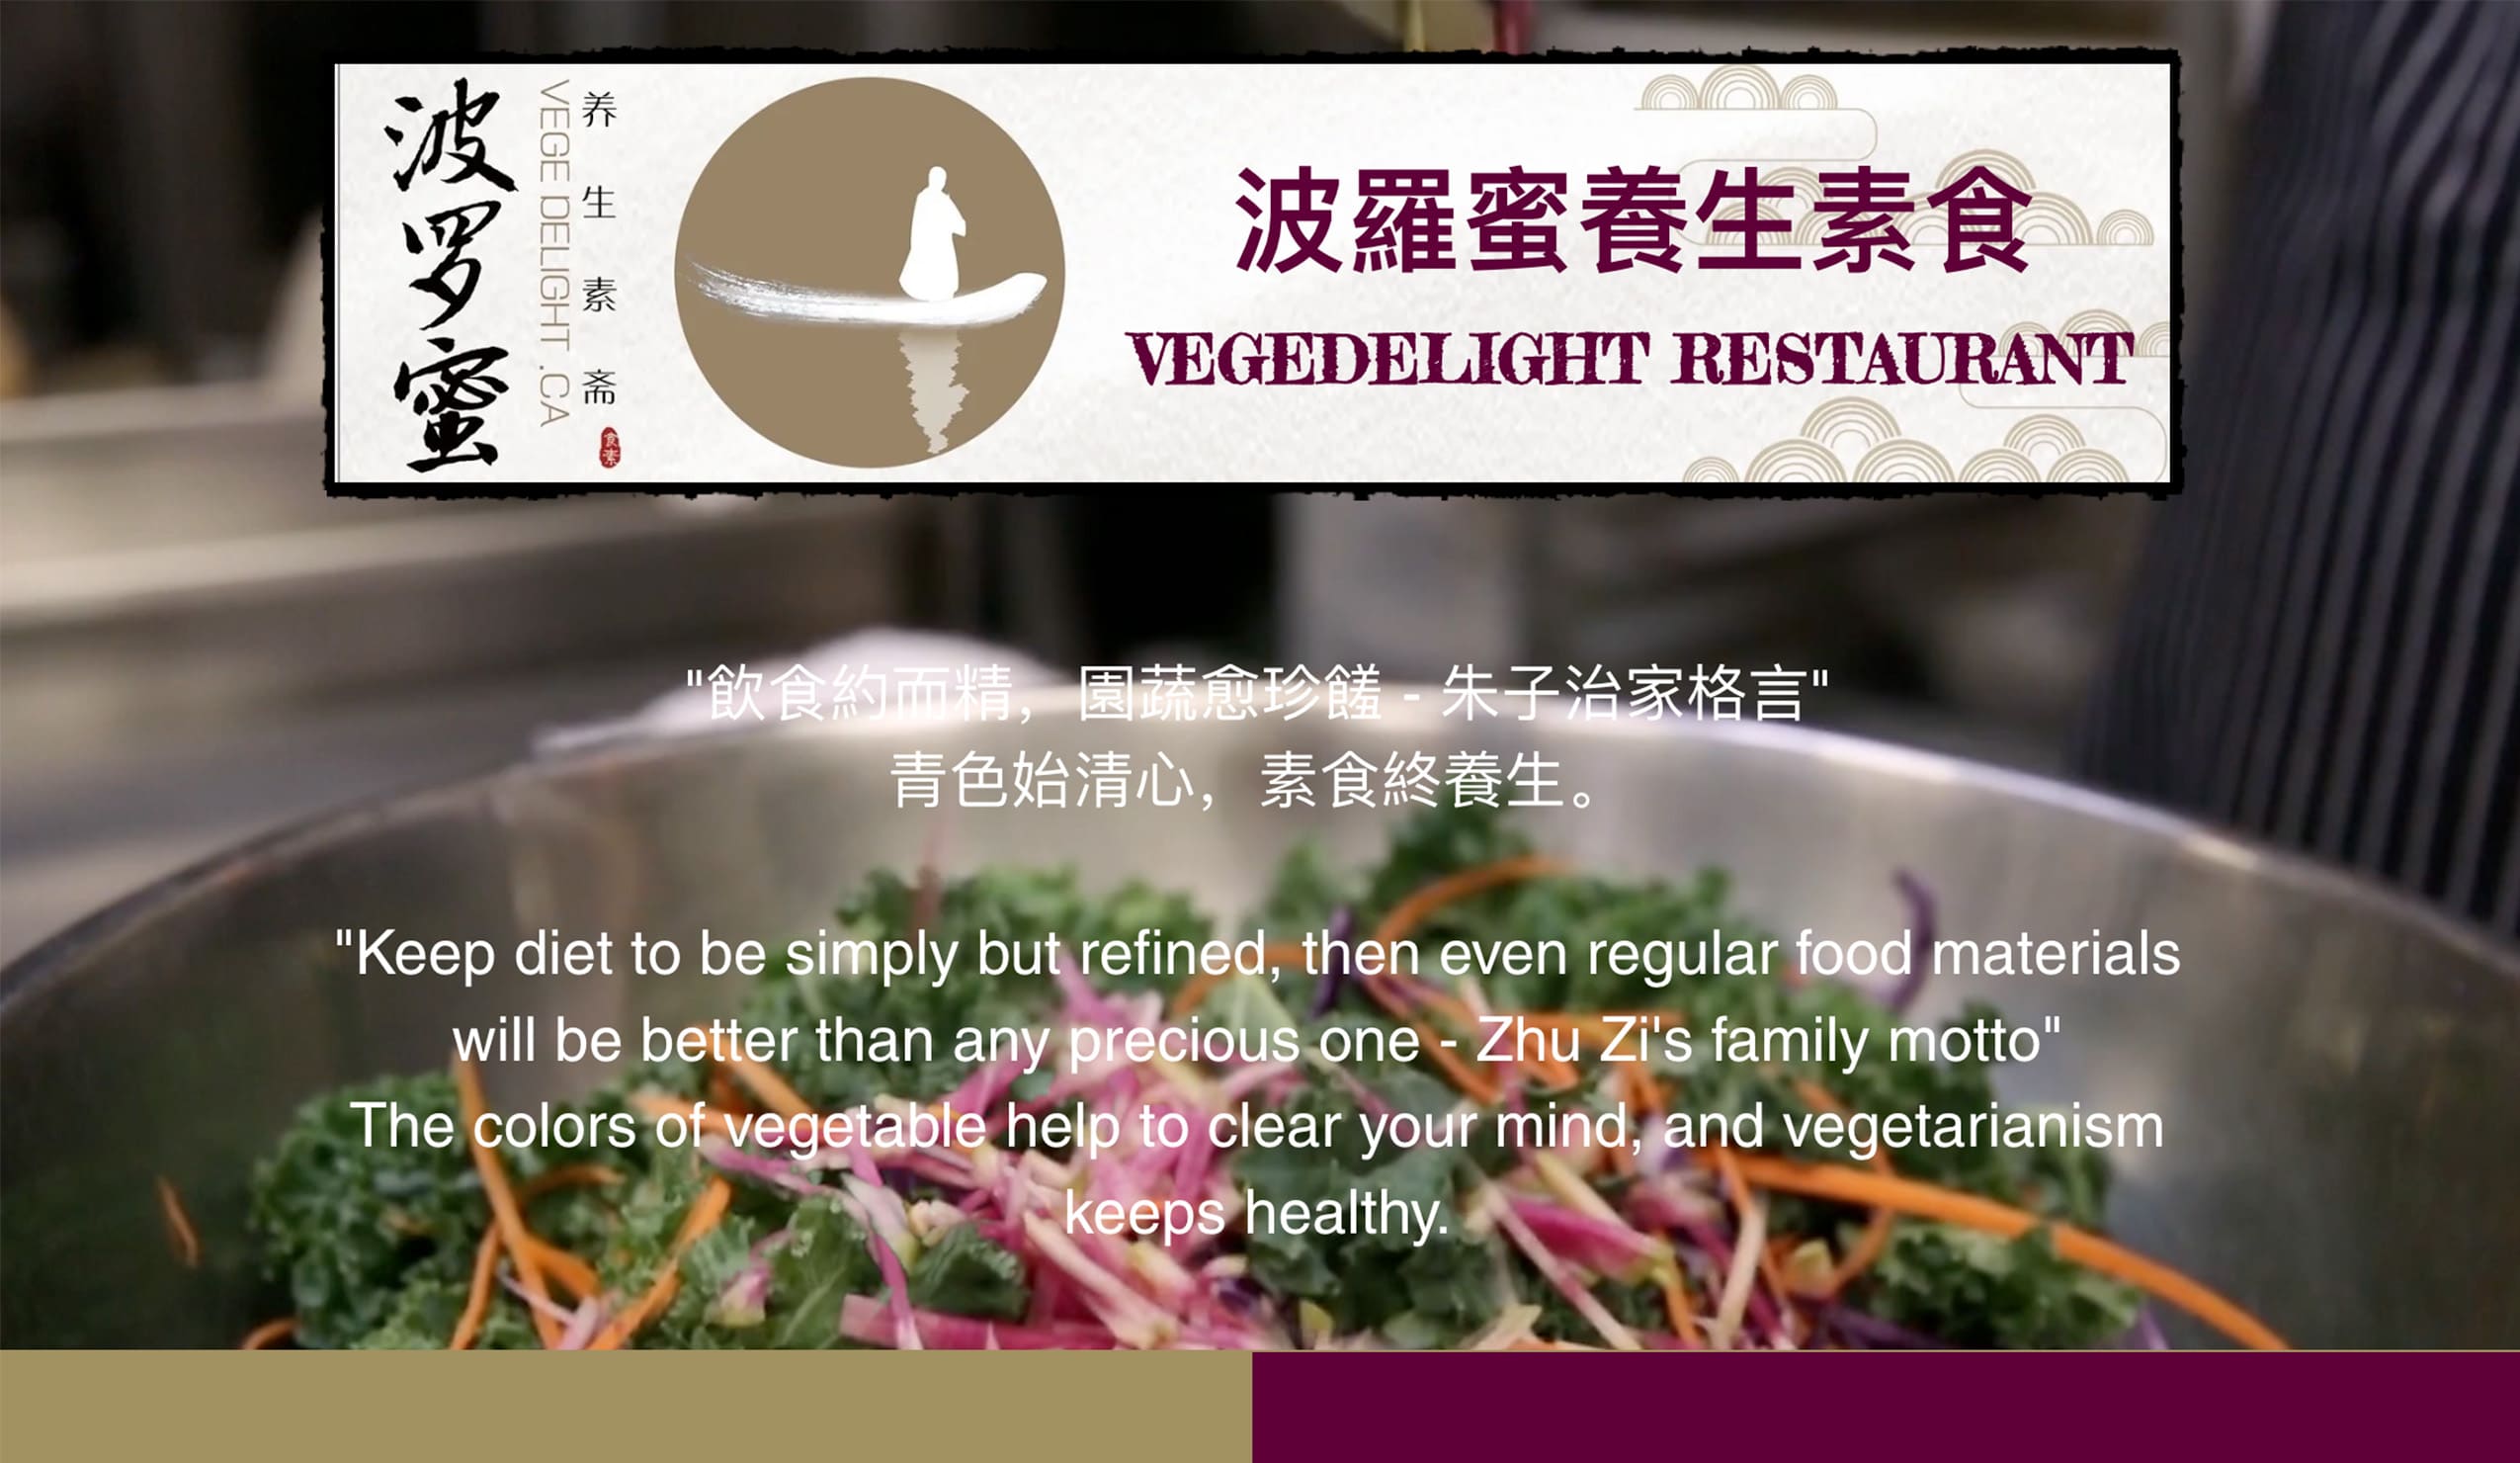 波罗蜜
VEGE DELIGHT .CA
养生素斋
食素
波羅蜜養生素食
VEGEDELIGHT RESTAURANT
"飲食約而精，園蔬愈珍饈 - 朱子治家格言"
青色始清心，素食終養生。
"Keep diet to be simply but refined, then even regular food materials
will be better than any precious one - Zhu Zi's family motto"
The colors of vegetable help to clear your mind, and vegetarianism
keeps healthy.